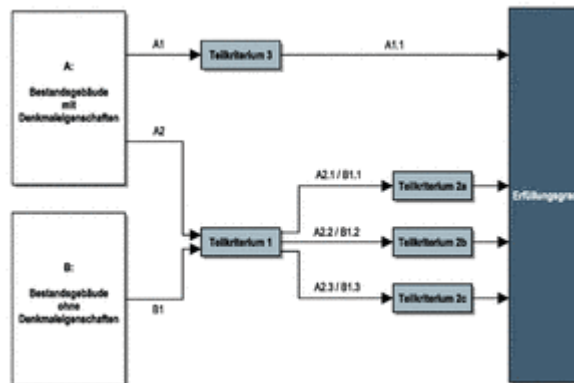 A:
Bestandsgebäude
mit
Denkmaleigenschaften
A1
Teilkriterium 3
A1.1
A2
B:
Bestandsgebäude
ohne
Denkmaleigenschaften
B1
Teilkriterium 1
A2.1 / B1.1
Teilkriterium 2a
A2.2 / B1.2
Teilkriterium 2b
A2.3 / B1.3
Teilkriterium 2c
Erfüllungsgrad